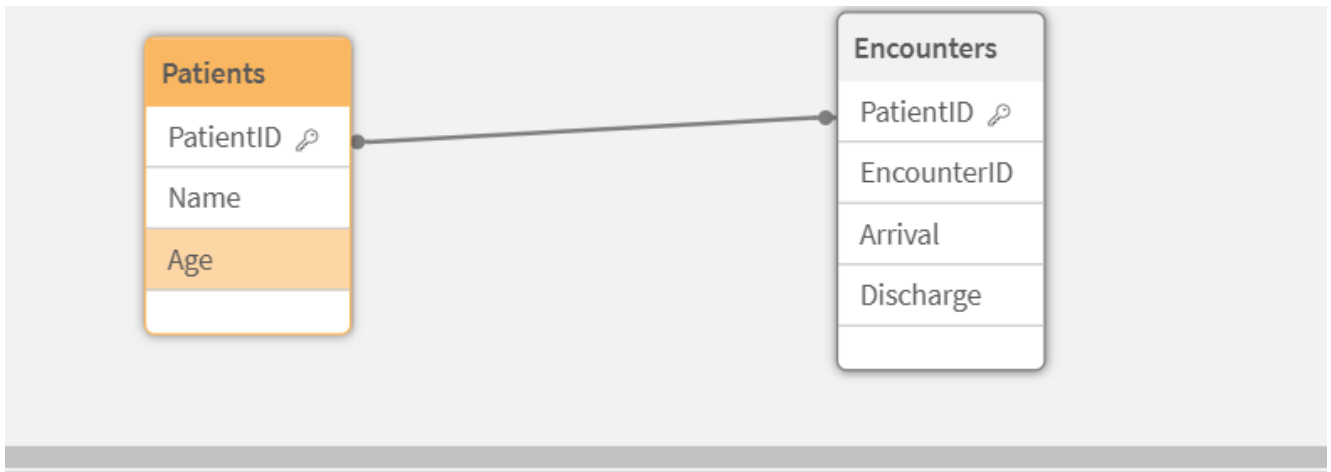 Patients
PatientID
Name
Age
Encounters
PatientID
EncounterID
Arrival
Discharge